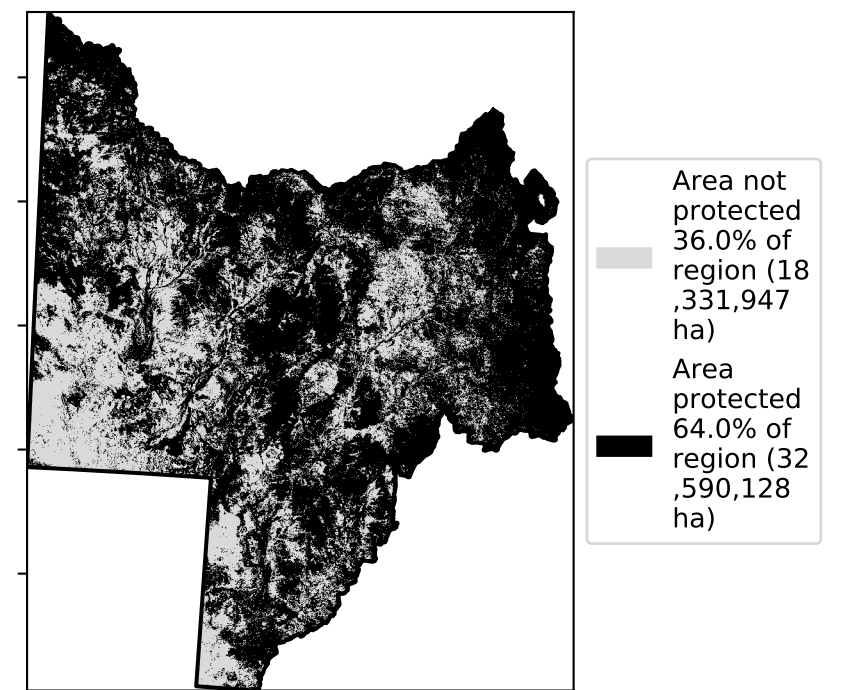 Area not
protected
36.0% of
region (18
,331,947
ha)
Area
protected
64.0% of
region (32
,590,128
ha)